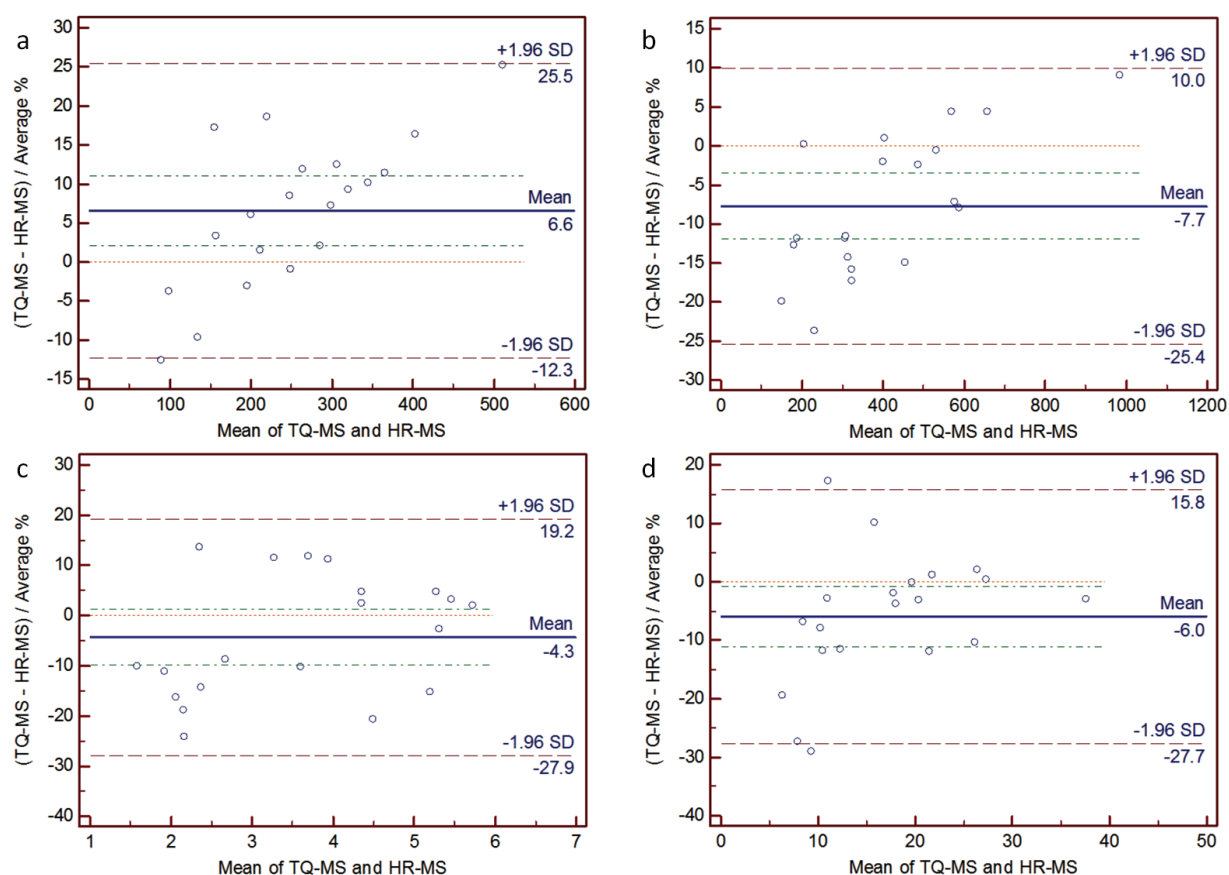 a
(TQ-MS - HR-MS) / Average %
30
25
20
15
10
5
0
-5
-10
-15
+1.96 SD
25.5
Mean
6.6
-1.96 SD
-12.3
0 100 200 300 400 500 600
Mean of TQ-MS and HR-MS
b
(TQ-MS - HR-MS) / Average %
15
10
5
0
-5
-10
-15
-20
-25
-30
+1.96 SD
10.0
Mean
-7.7
-1.96 SD
-25.4
0 200 400 600 800 1000 1200
Mean of TQ-MS and HR-MS
c
(TQ-MS - HR-MS) / Average %
30
20
10
0
-10
-20
-30
-40
+1.96 SD
19.2
Mean
-4.3
-1.96 SD
-27.9
1 2 3 4 5 6 7
Mean of TQ-MS and HR-MS
d
(TQ-MS - HR-MS) / Average %
20
10
0
-10
-20
-30
-40
+1.96 SD
15.8
Mean
-6.0
-1.96 SD
-27.7
0 10 20 30 40 50
Mean of TQ-MS and HR-MS